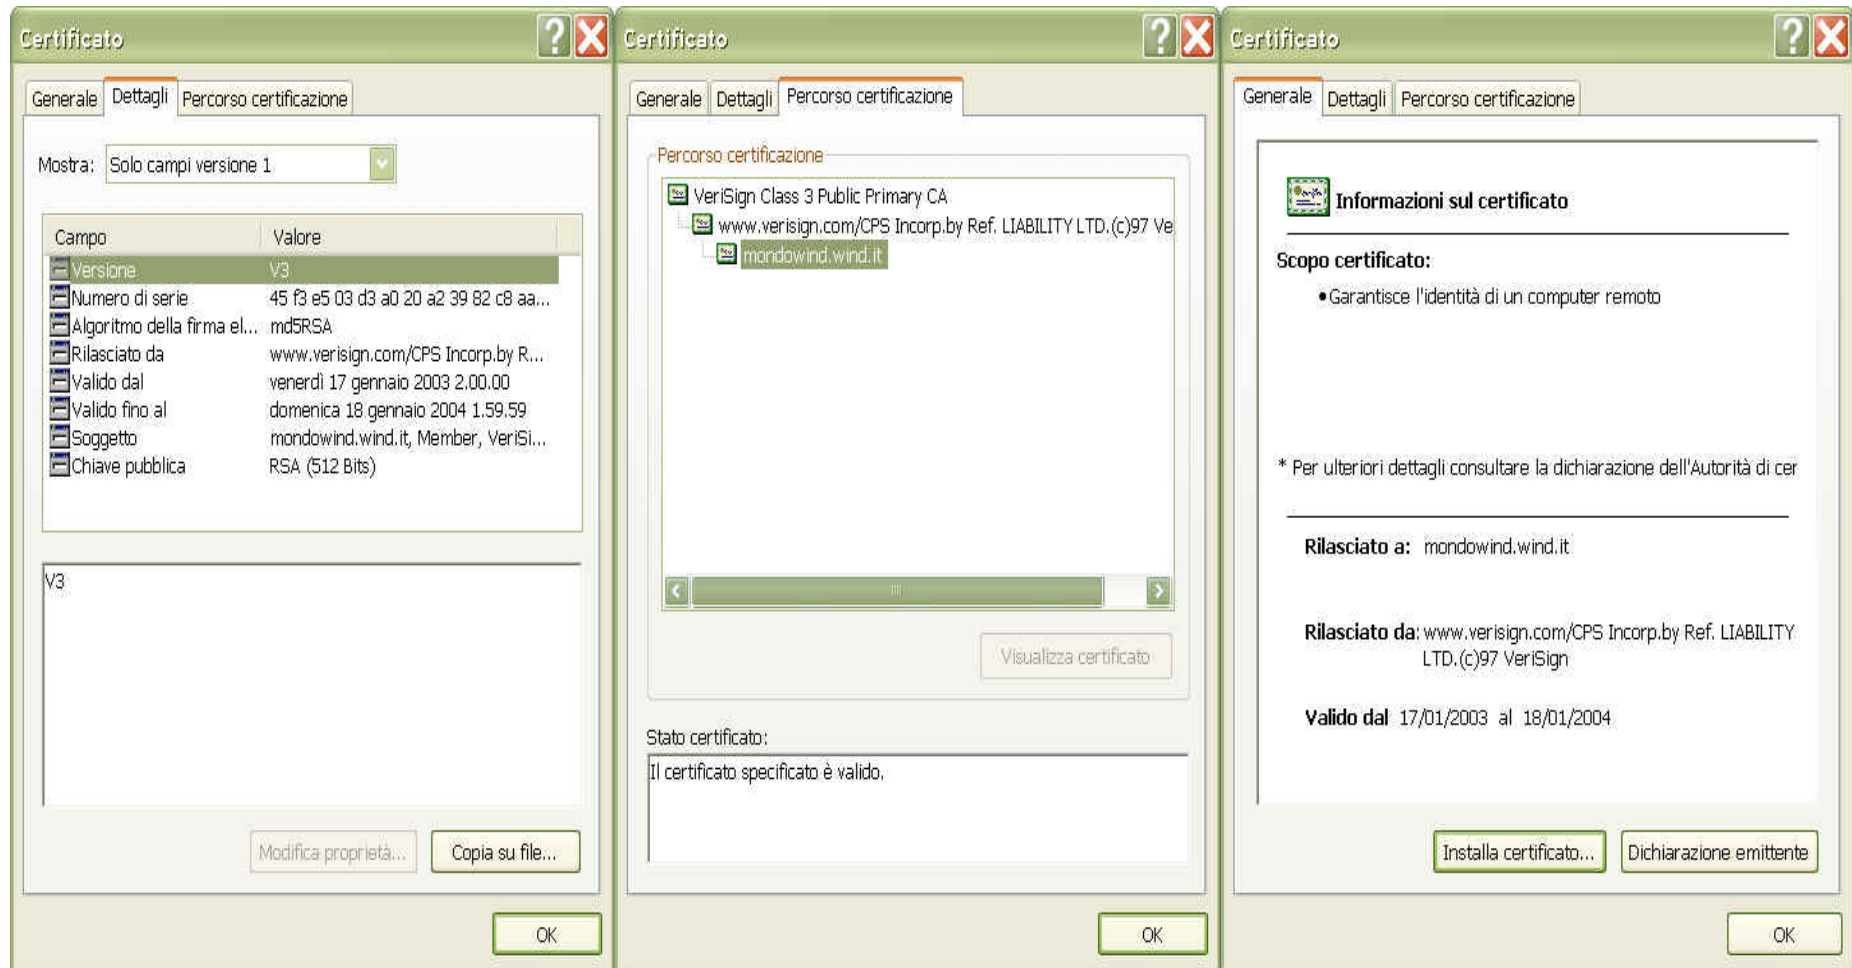 Certificato
Generale Dettagli Percorso certificazione
Mostra: Solo campi versione 1
Campo Valore
Versione V3
Numero di serie 45 f3 e5 03 d3 a0 20 a2 39 82 c8 aa...
Algoritmo della firma el... md5RSA
Rilasciato da www.verisign.com/CPS Incorp.by R...
Valido dal venerdì 17 gennaio 2003 2.00.00
Valido fino al domenica 18 gennaio 2004 1.59.59
Soggetto mondowind.wind.it, Member, VeriSi...
Chiave pubblica RSA (512 Bits)
V3
Modifica proprietà... Copia su file...
OK
Certificato
Generale Dettagli Percorso certificazione
Percorso certificazione
VeriSign Class 3 Public Primary CA
www.verisign.com/CPS Incorp.by Ref. LIABILITY LTD.(c)97 Ve
mondowind.wind.it
Visualizza certificato
Stato certificato:
Il certificato specificato è valido.
OK
Certificato
Generale Dettagli Percorso certificazione
Informazioni sul certificato
Scopo certificato:
•Garantisce l'identità di un computer remoto
* Per ulteriori dettagli consultare la dichiarazione dell'Autorità di cer
Rilasciato a: mondowind.wind.it
Rilasciato da: www.verisign.com/CPS Incorp.by Ref. LIABILITY
LTD.(c)97 VeriSign
Valido dal 17/01/2003 al 18/01/2004
Installa certificato... Dichiarazione emittente
OK